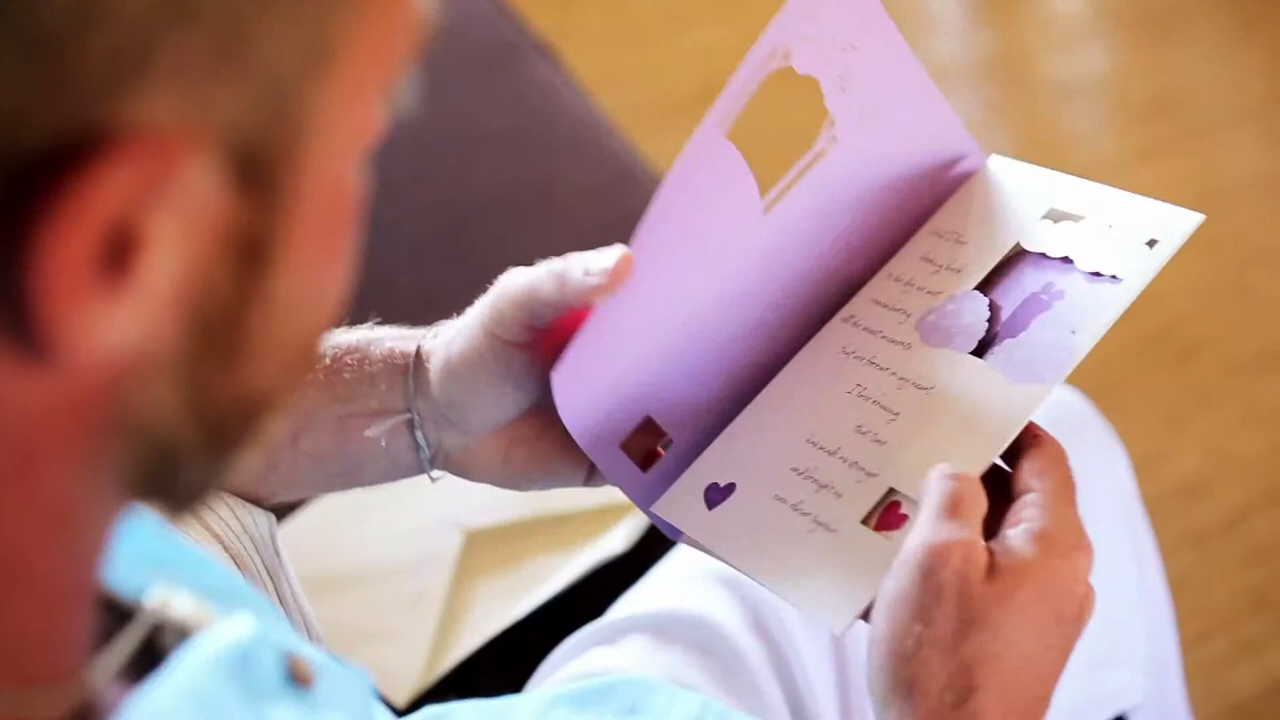 looking back
remembering
all the sweet moments
that are forever in my heart
I love knowing
that time
has made us stronger
and brought us
even closer together